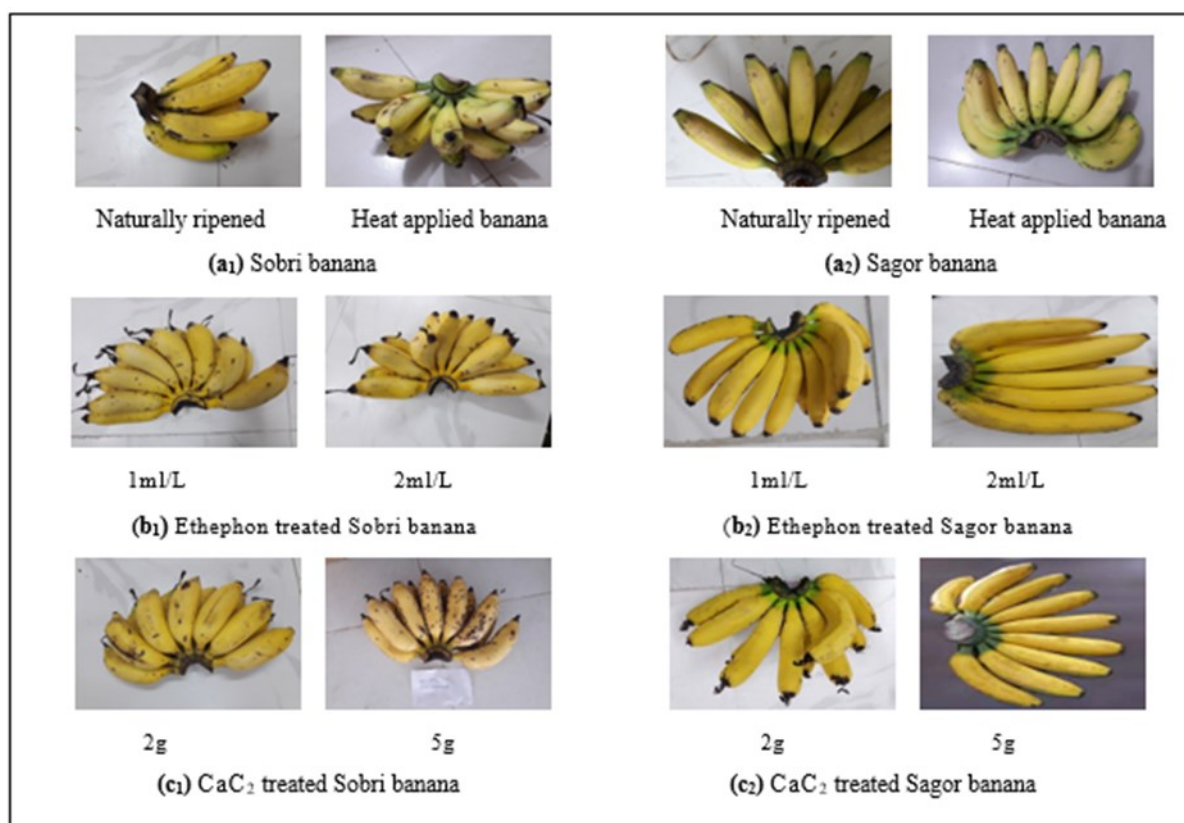 Naturally ripened Heat applied banana Naturally ripened Heat applied banana
(a₁) Sobri banana (a₂) Sagor banana
1ml/L 2ml/L 1ml/L 2ml/L
(b₁) Ethephon treated Sobri banana (b₂) Ethephon treated Sagor banana
2g 5g 2g 5g
(c₁) CaC₂ treated Sobri banana (c₂) CaC₂ treated Sagor banana